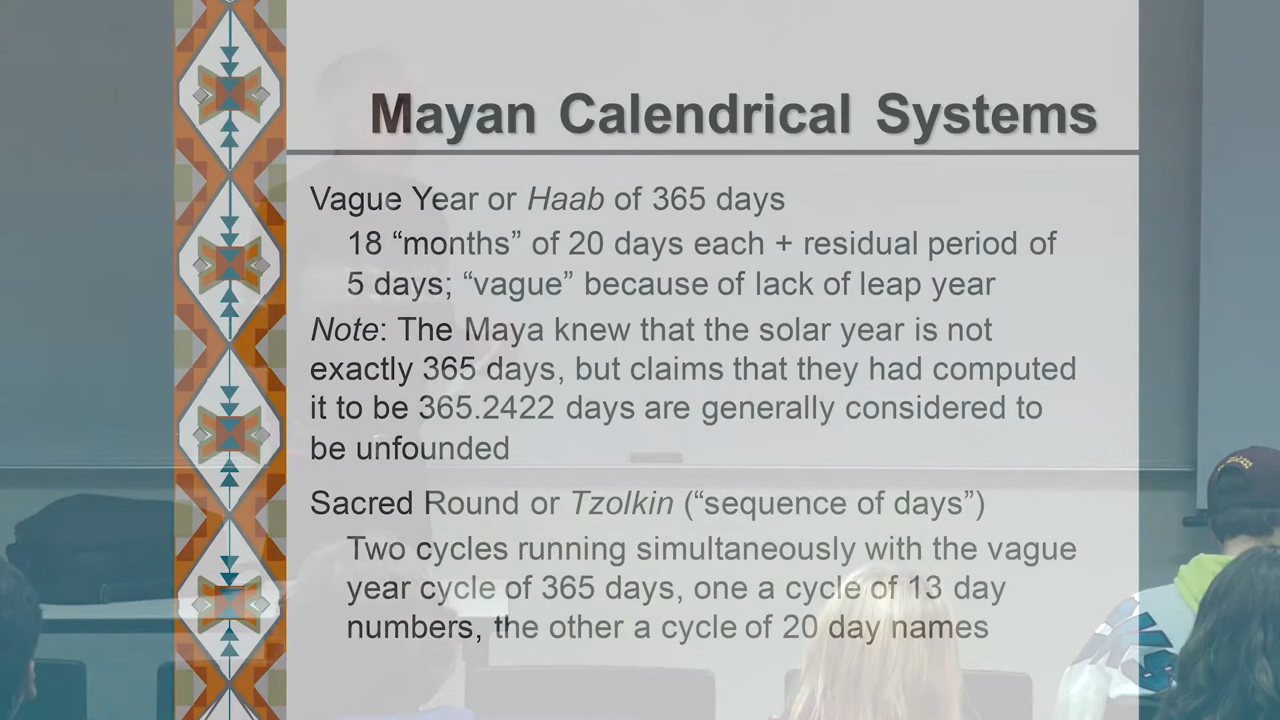 Mayan Calendrical Systems
Vague Year or Haab of 365 days
18 “months” of 20 days each + residual period of
5 days; “vague” because of lack of leap year
Note: The Maya knew that the solar year is not
exactly 365 days, but claims that they had computed
it to be 365.2422 days are generally considered to
be unfounded
Sacred Round or Tzolkin (“sequence of days”)
Two cycles running simultaneously with the vague
year cycle of 365 days, one a cycle of 13 day
numbers, the other a cycle of 20 day names